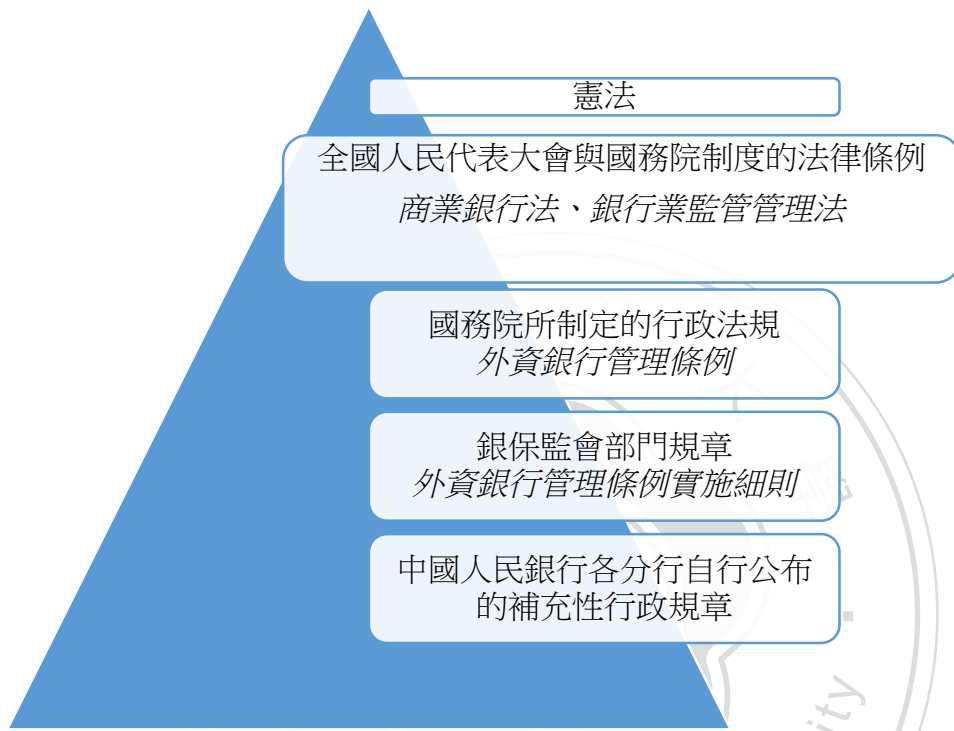 憲法
全國人民代表大會與國務院制度的法律條例
商業銀行法、銀行業監管管理法
國務院所制定的行政法規
外資銀行管理條例
銀保監會部門規章
外資銀行管理條例實施細則
中國人民銀行各分行自行公布
的補充性行政規章